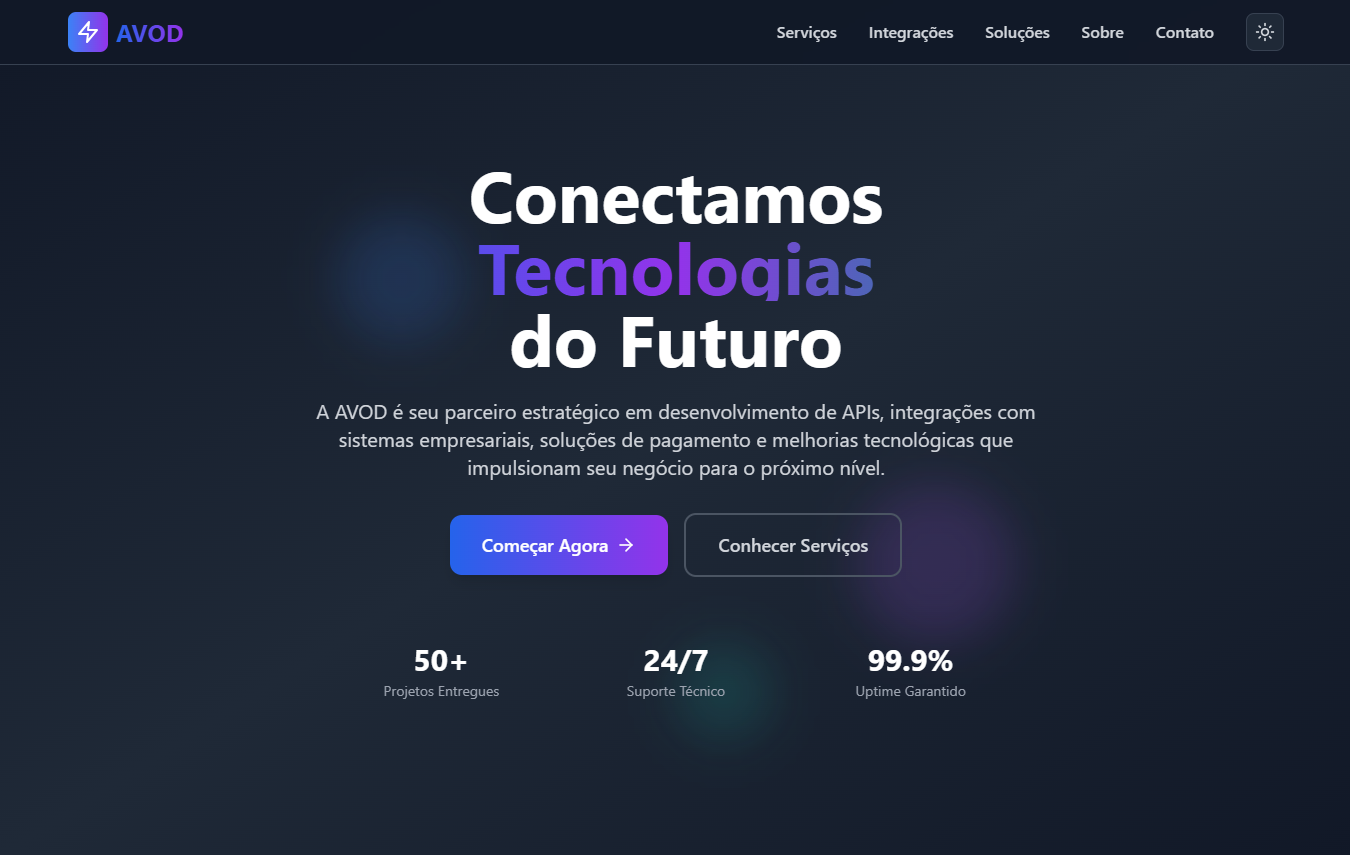 AVOD
Serviços
Integrações
Soluções
Sobre
Contato
Conectamos
Tecnologias
do Futuro
A AVOD é seu parceiro estratégico em desenvolvimento de APIs, integrações com
sistemas empresariais, soluções de pagamento e melhorias tecnológicas que
impulsionam seu negócio para o próximo nível.
Começar Agora →
Conhecer Serviços
50+
Projetos Entregues
24/7
Suporte Técnico
99.9%
Uptime Garantido